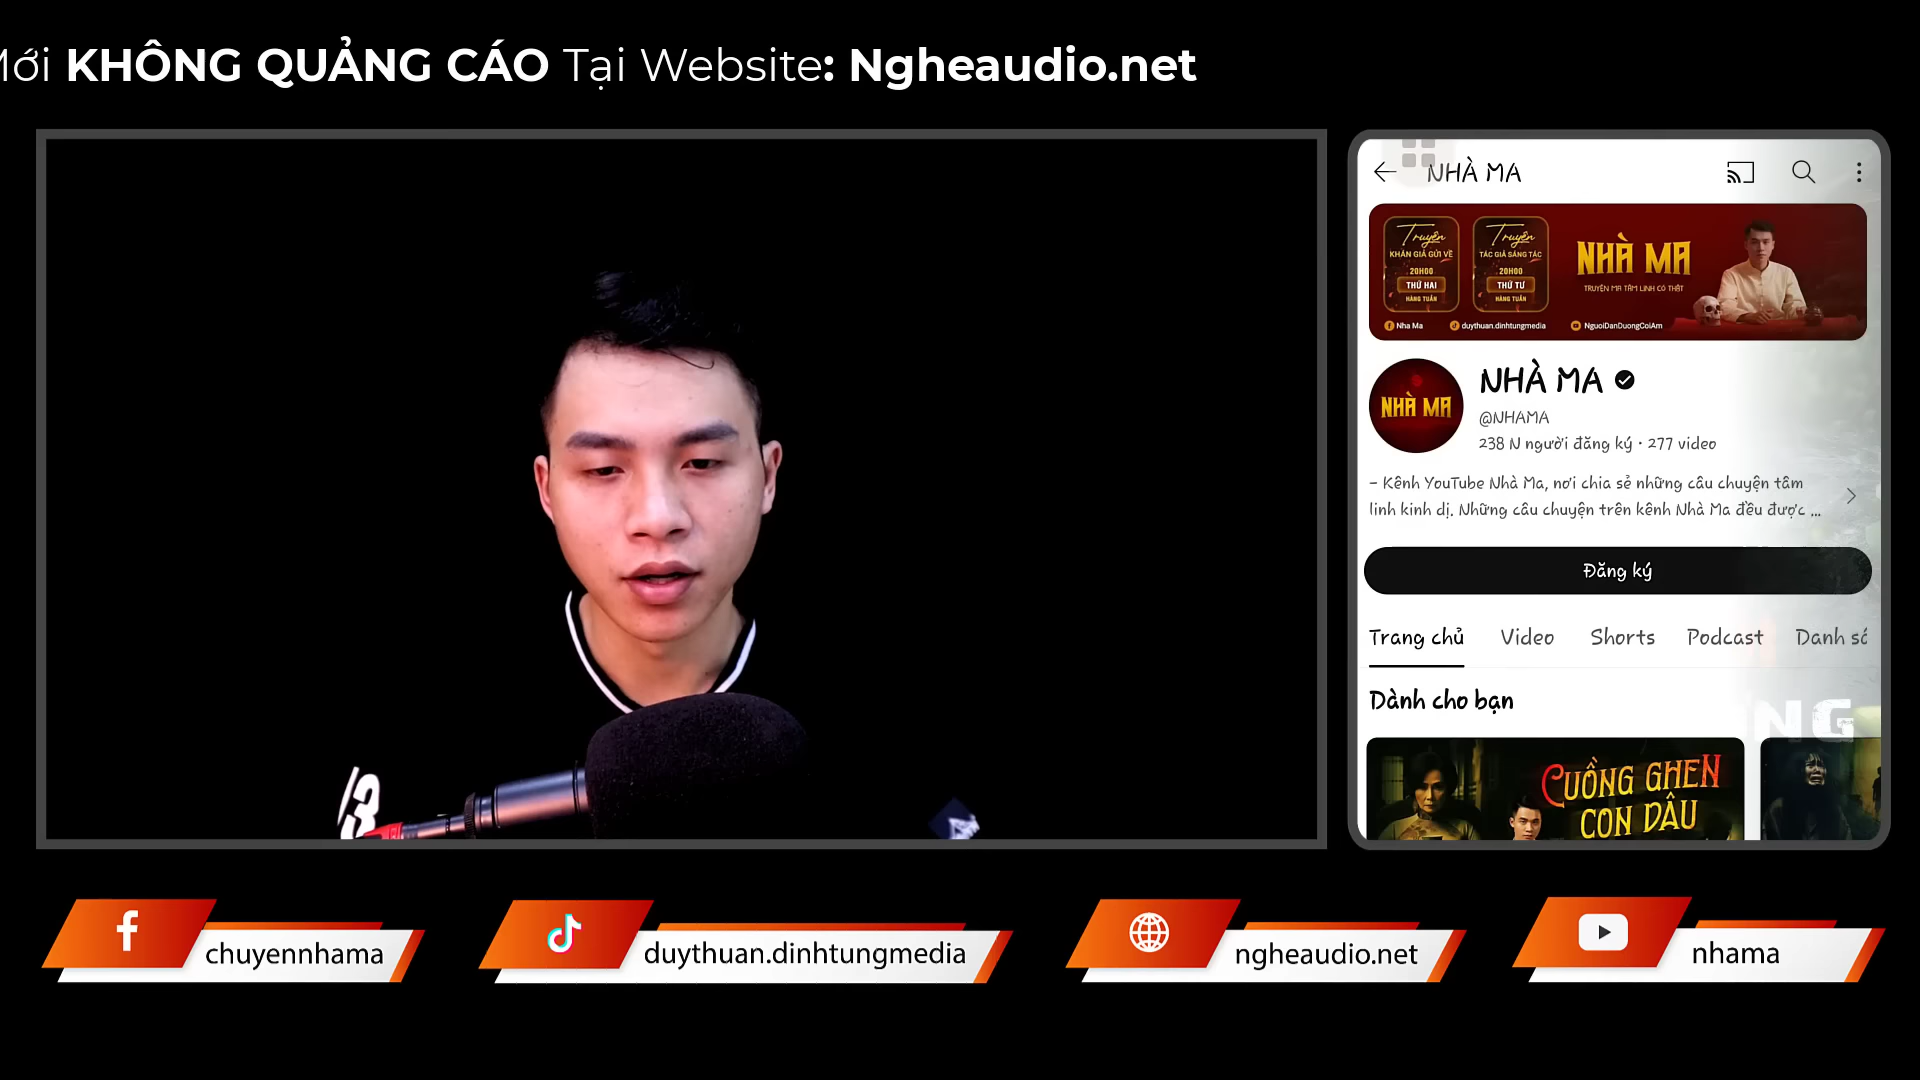 Mới KHÔNG QUẢNG CÁO Tại Website: Ngheaudio.net
NHÀ MA
Truyện
KHÁN GIẢ GỬI VỀ
20H00
THỨ HAI
HÀNG TUẦN
Truyện
TÁC GIẢ SÁNG TÁC
20H00
THỨ TƯ
HÀNG TUẦN
NHÀ MA
TRUYỆN MA TÂM LINH CÓ THẬT
Nha Ma
duythuan.dinhtungmedia
NguoiDanDuongCoiAm
NHÀ MA
NHÀ MA
@NHAMA
238 N người đăng ký • 277 video
– Kênh YouTube Nhà Ma, nơi chia sẻ những câu chuyện tâm
linh kinh dị. Những câu chuyện trên kênh Nhà Ma đều được ...
Đăng ký
Trang chủ Video Shorts Podcast Danh sá
Dành cho bạn
NG
CUỒNG GHEN
CON DÂU
chuyennhama
duythuan.dinhtungmedia
ngheaudio.net
nhama